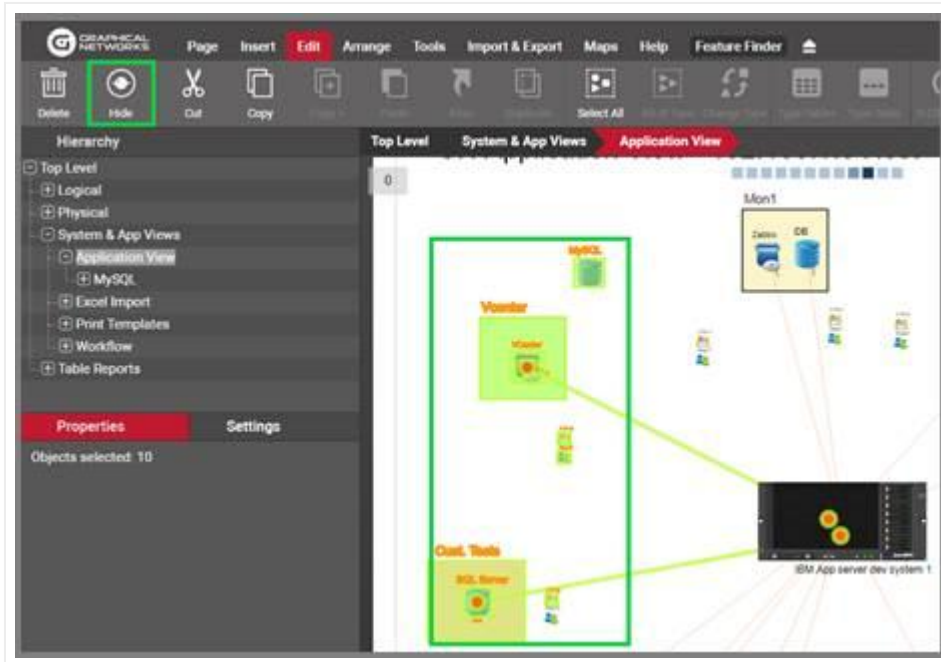 GRAPHICAL NETWORKS
Page Insert Edit Arrange Tools Import & Export Maps Help Feature Finder
Delete Hide Cut Copy Select All
Hierarchy
Top Level System & App Views Application View
Top Level
Logical
Physical
System & App Views
Application View
MySQL
Excel Import
Print Templates
Workflow
Table Reports
0
Mon1
Zabbix DB
MySQL
Vcenter
VCenter
Properties Settings
Objects selected: 10
Cust. Tools
SQL Server
IBM App server dev system 1